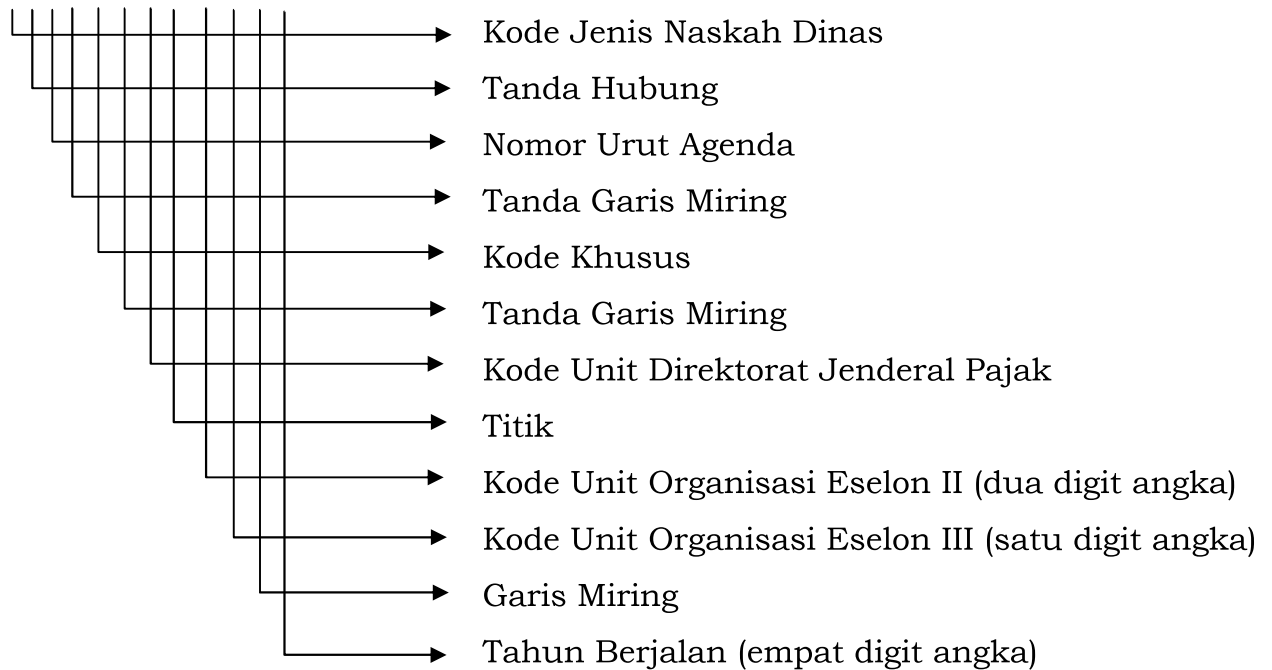 Kode Jenis Naskah Dinas
Tanda Hubung
Nomor Urut Agenda
Tanda Garis Miring
Kode Khusus
Tanda Garis Miring
Kode Unit Direktorat Jenderal Pajak
Titik
Kode Unit Organisasi Eselon II (dua digit angka)
Kode Unit Organisasi Eselon III (satu digit angka)
Garis Miring
Tahun Berjalan (empat digit angka)